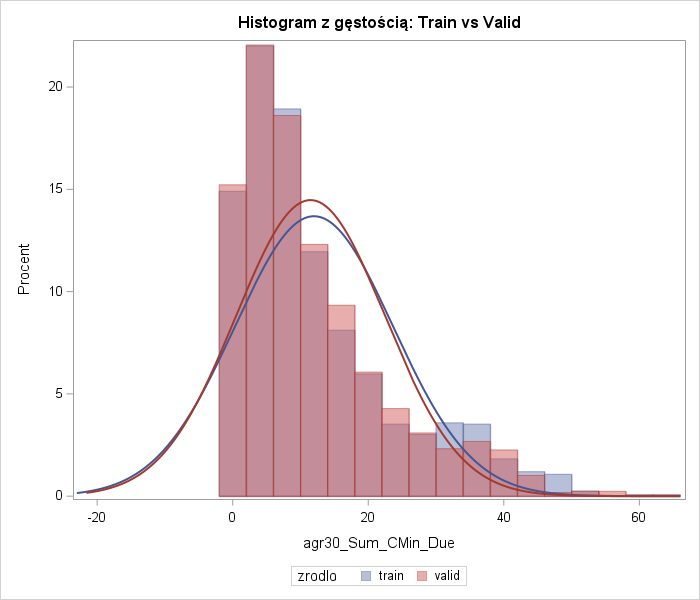 Histogram z gęstością: Train vs Valid
20
15
10
5
0
Procent
-20 0 20 40 60
agr30_Sum_CMin_Due
zrodlo train valid